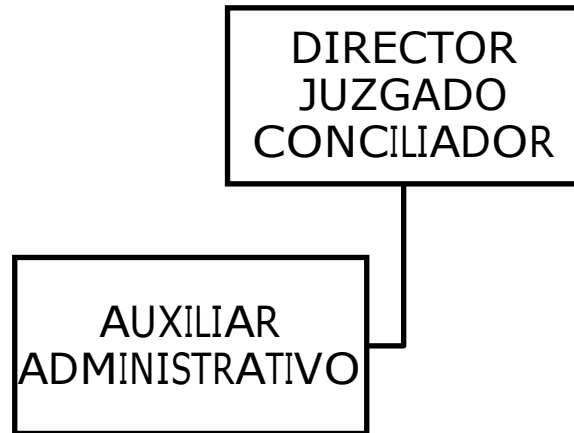 DIRECTOR
JUZGADO
CONCILIADOR
AUXILIAR
ADMINISTRATIVO